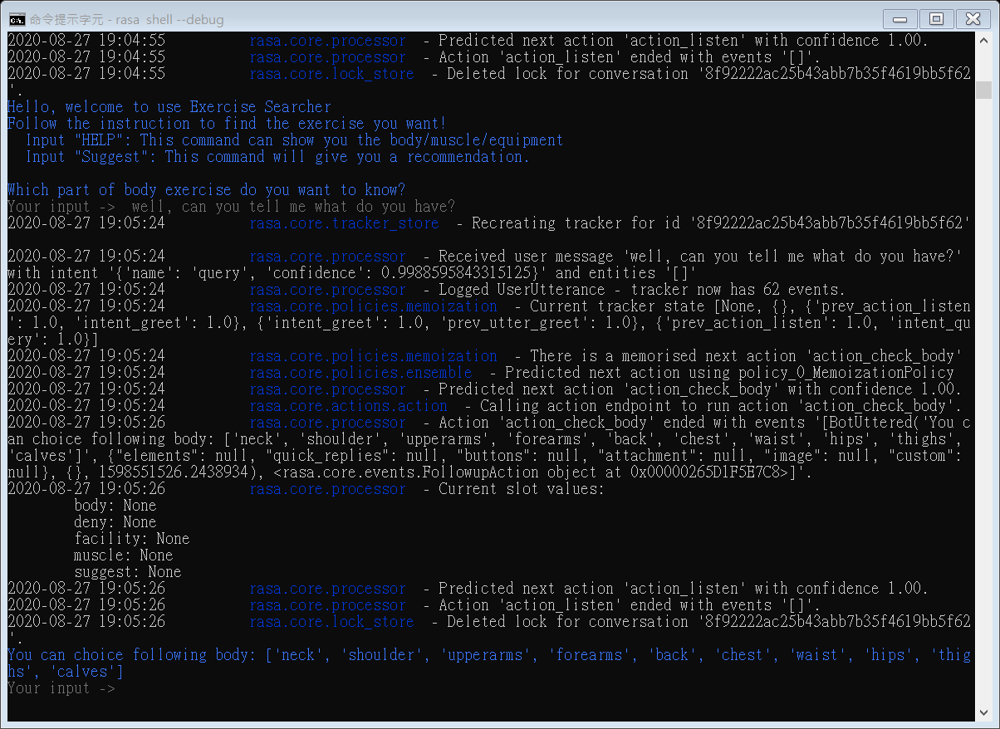 命令提示字元 - rasa shell --debug
2020-08-27 19:04:55 rasa.core.processor - Predicted next action 'action_listen' with confidence 1.00.
2020-08-27 19:04:55 rasa.core.processor - Action 'action_listen' ended with events '[]'.
2020-08-27 19:04:55 rasa.core.lock_store - Deleted lock for conversation '8f92222ac25b43abb7b35f4619bb5f62
'.
Hello, welcome to use Exercise Searcher
Follow the instruction to find the exercise you want!
Input "HELP": This command can show you the body/muscle/equipment
Input "Suggest": This command will give you a recommendation.
Which part of body exercise do you want to know?
Your input -> well, can you tell me what do you have?
2020-08-27 19:05:24 rasa.core.tracker_store - Recreating tracker for id '8f92222ac25b43abb7b35f4619bb5f62'
2020-08-27 19:05:24 rasa.core.processor - Received user message 'well, can you tell me what do you have?'
with intent '{'name': 'query', 'confidence': 0.9988595843315125}' and entities '[]'
2020-08-27 19:05:24 rasa.core.processor - Logged UserUtterance - tracker now has 62 events.
2020-08-27 19:05:24 rasa.core.policies.memoization - Current tracker state [None, {}, {'prev_action_listen
': 1.0, 'intent_greet': 1.0}, {'intent_greet': 1.0, 'prev_utter_greet': 1.0}, {'prev_action_listen': 1.0, 'intent_qu
ery': 1.0}]
2020-08-27 19:05:24 rasa.core.policies.memoization - There is a memorised next action 'action_check_body'
2020-08-27 19:05:24 rasa.core.policies.ensemble - Predicted next action using policy_0_MemoizationPolicy
2020-08-27 19:05:24 rasa.core.processor - Predicted next action 'action_check_body' with confidence 1.00.
2020-08-27 19:05:24 rasa.core.actions.action - Calling action endpoint to run action 'action_check_body'.
2020-08-27 19:05:26 rasa.core.processor - Action 'action_check_body' ended with events '[BotUttered('You c
an choice following body: ['neck', 'shoulder', 'upperarms', 'forearms', 'back', 'chest', 'waist', 'hips', 'thighs',
'calves']', {"elements": null, "quick_replies": null, "buttons": null, "attachment": null, "image": null, "custom":
null}, {}, 1598551526.2438934), <rasa.core.events.FollowupAction object at 0x00000265D1F5E7C8>]'.
2020-08-27 19:05:26 rasa.core.processor - Current slot values:
body: None
deny: None
facility: None
muscle: None
suggest: None
2020-08-27 19:05:26 rasa.core.processor - Predicted next action 'action_listen' with confidence 1.00.
2020-08-27 19:05:26 rasa.core.processor - Action 'action_listen' ended with events '[]'.
2020-08-27 19:05:26 rasa.core.lock_store - Deleted lock for conversation '8f92222ac25b43abb7b35f4619bb5f62
'.
You can choice following body: ['neck', 'shoulder', 'upperarms', 'forearms', 'back', 'chest', 'waist', 'hips', 'thig
hs', 'calves']
Your input ->